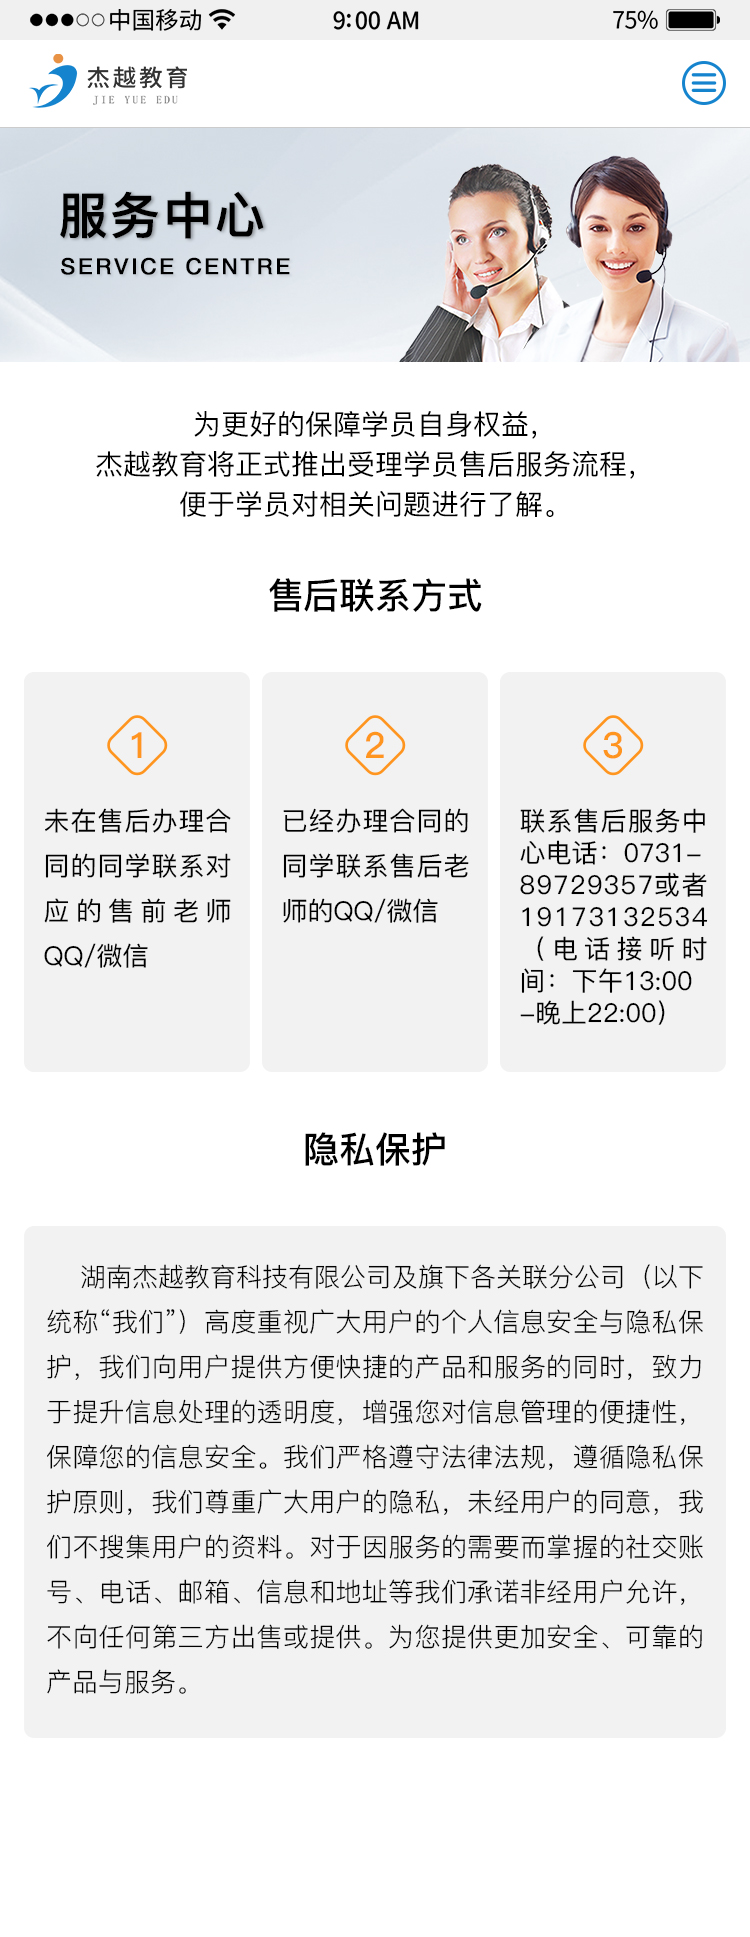 中国移动
9:00 AM
75%
杰越教育
JIE YUE EDU
服务中心
SERVICE CENTRE
为更好的保障学员自身权益，
杰越教育将正式推出受理学员售后服务流程，
便于学员对相关问题进行了解。
售后联系方式
1
未在售后办理合
同的同学联系对
应的售前老师
QQ/微信
2
已经办理合同的
同学联系售后老
师的QQ/微信
3
联系售后服务中
心电话：0731-
89729357或者
19173132534
（电话接听时
间：下午13:00
-晚上22:00）
隐私保护
湖南杰越教育科技有限公司及旗下各关联分公司（以下
统称“我们”）高度重视广大用户的个人信息安全与隐私保
护，我们向用户提供方便快捷的产品和服务的同时，致力
于提升信息处理的透明度，增强您对信息管理的便捷性，
保障您的信息安全。我们严格遵守法律法规，遵循隐私保
护原则，我们尊重广大用户的隐私，未经用户的同意，我
们不搜集用户的资料。对于因服务的需要而掌握的社交账
号、电话、邮箱、信息和地址等我们承诺非经用户允许，
不向任何第三方出售或提供。为您提供更加安全、可靠的
产品与服务。